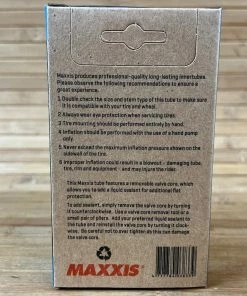 Maxxis produces professional-quality long-lasting innertubes.
Please observe the following recommendations to ensure a
great experience.
1 Double check the size and stem type of this tube to make sure
it is compatible with the tire and wheel.
2 Always wear eye protection when servicing tires.
3 Tire mounting should be performed entirely by hand.
4 Inflation should be performed with the use of a hand pump
only.
5 Never exceed the maximum inflation pressure shown on the
sidewall of the tire.
6 Improper inflation could result in a blowout - damaging tube,
tire, rim and equipment - and may injure the rider.
This Maxxis tube features a removable valve core, which
allows you to add a liquid sealant for additional flat
protection.
To add sealant, simply remove the valve core by turning
it counterclockwise. Use a valve core removal tool or a
small pair of pliers. Add your preferred liquid sealant to
the tube and reinstall the valve core by turning it clock-
wise. Be careful not to over tighten as this can damage
the valve core.
MAXXIS